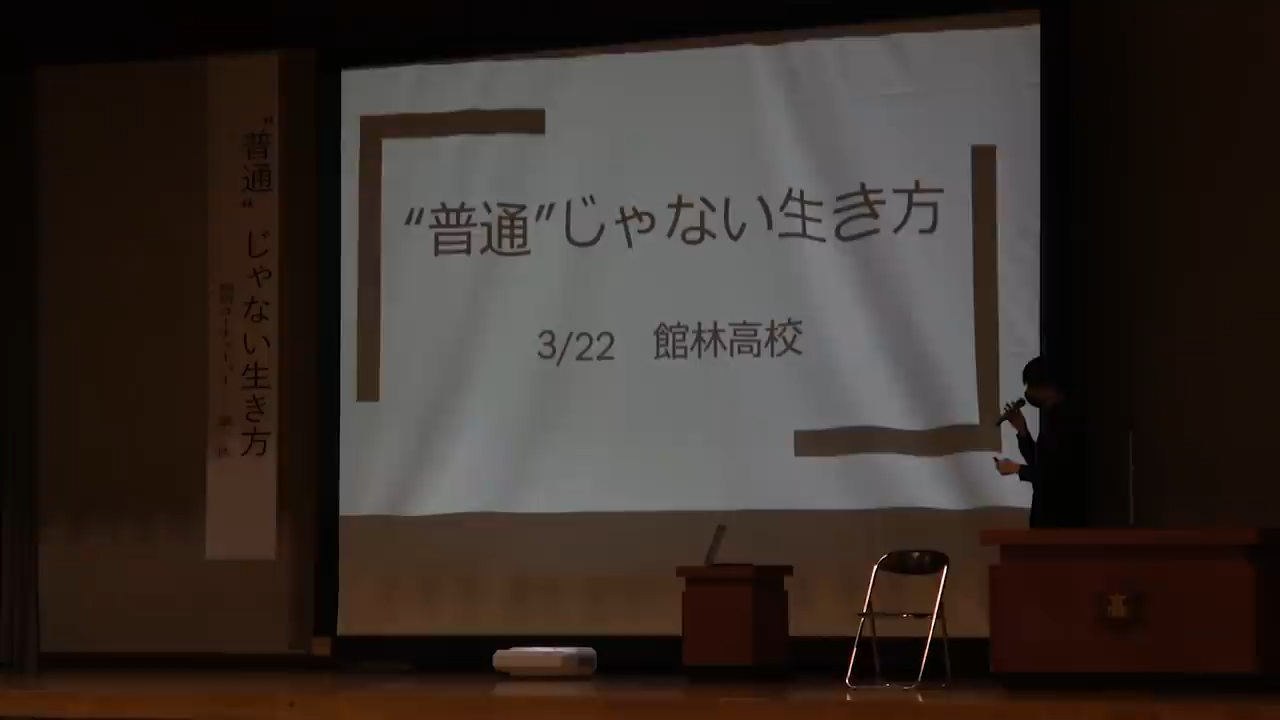 “普通”じゃない生き方
3/22 館林高校
“普通“ じゃない生き方
高